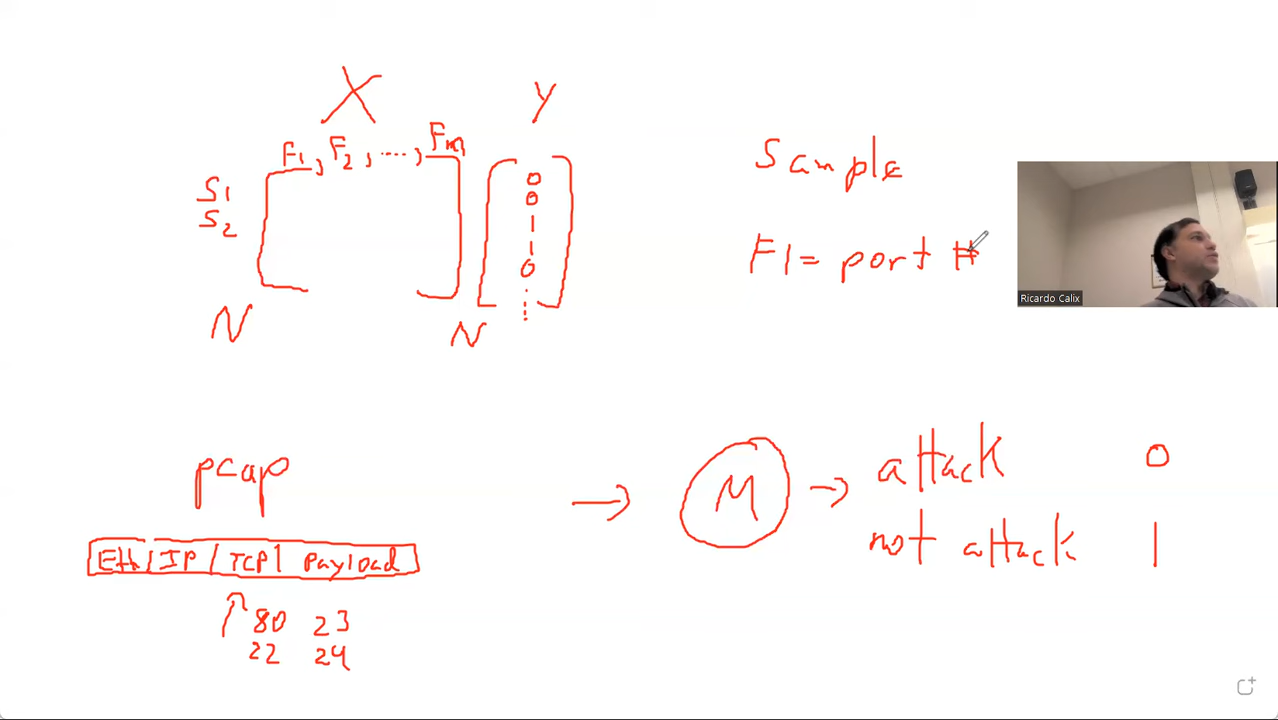 X Y
F1, F2, ...., Fm
S1
S2
0
0
1
1
0
N N
Sample
F1 = port #
Ricardo Calix
pcap
Eth/IP/TCP| Payload
80 23
22 24
→ M → attack 0
not attack 1